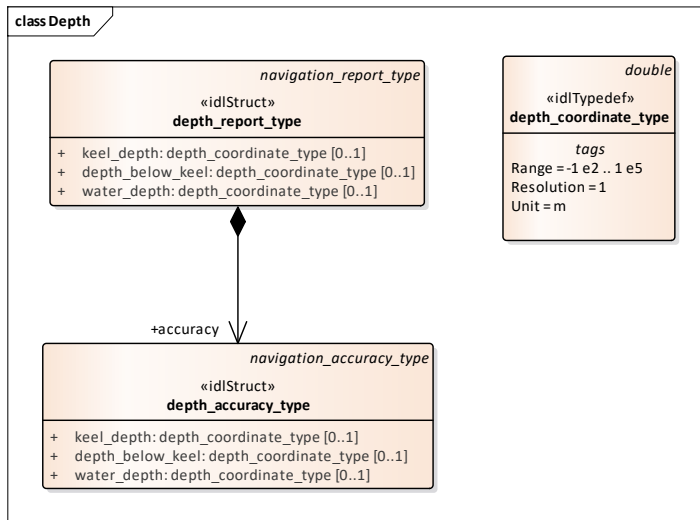 class Depth
navigation_report_type
«idlStruct»
depth_report_type
+ keel_depth: depth_coordinate_type [0..1]
+ depth_below_keel: depth_coordinate_type [0..1]
+ water_depth: depth_coordinate_type [0..1]
double
«idlTypedef»
depth_coordinate_type
tags
Range = -1 e2 .. 1 e5
Resolution = 1
Unit = m
+accuracy
navigation_accuracy_type
«idlStruct»
depth_accuracy_type
+ keel_depth: depth_coordinate_type [0..1]
+ depth_below_keel: depth_coordinate_type [0..1]
+ water_depth: depth_coordinate_type [0..1]